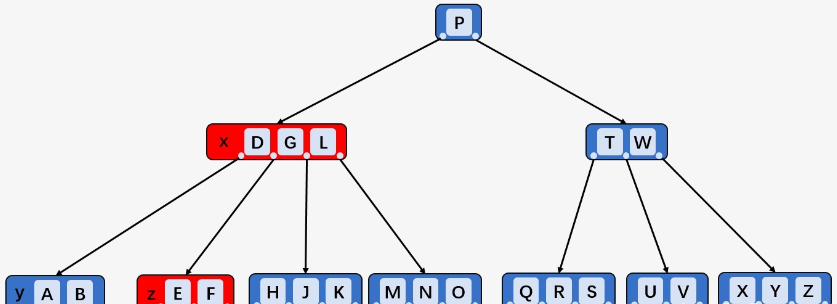 P
x D G L
T W
y A B
z E F
H J K
M N O
Q R S
U V
X Y Z